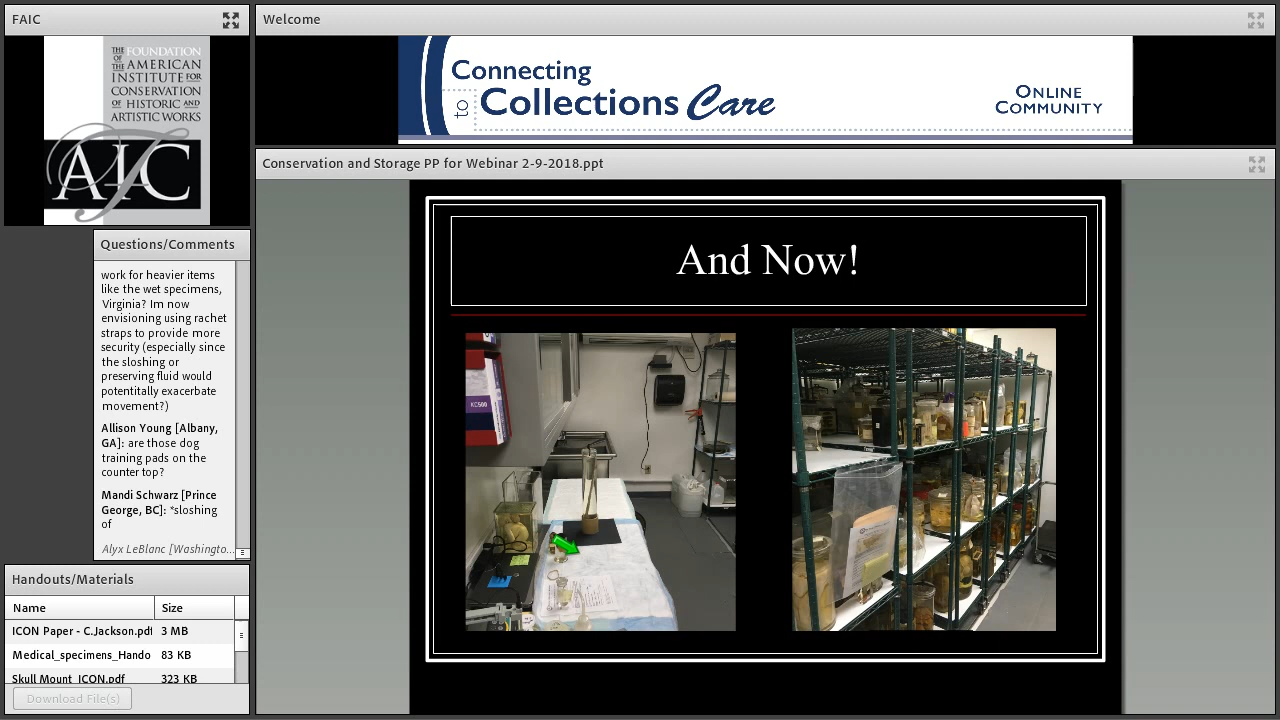 FAIC
THE FOUNDATION
OF THE AMERICAN
INSTITUTE FOR
CONSERVATION
OF HISTORIC AND
ARTISTIC WORKS
AIC
Welcome
Connecting
to Collections Care
ONLINE
COMMUNITY
Conservation and Storage PP for Webinar 2-9-2018.ppt
And Now!
KC500
Questions/Comments
work for heavier items
like the wet specimens,
Virginia? Im now
envisioning using rachet
straps to provide more
security (especially since
the sloshing or
preserving fluid would
potentitally exacerbate
movement?)
Allison Young [Albany,
GA]: are those dog
training pads on the
counter top?
Mandi Schwarz [Prince
George, BC]: *sloshing
of
Alyx LeBlanc [Washingto...
Handouts/Materials
Name Size
ICON Paper - C.Jackson.pdf 3 MB
Medical_specimens_Hando 83 KB
Skull Mount_ICON.pdf 323 KB
Download File(s)